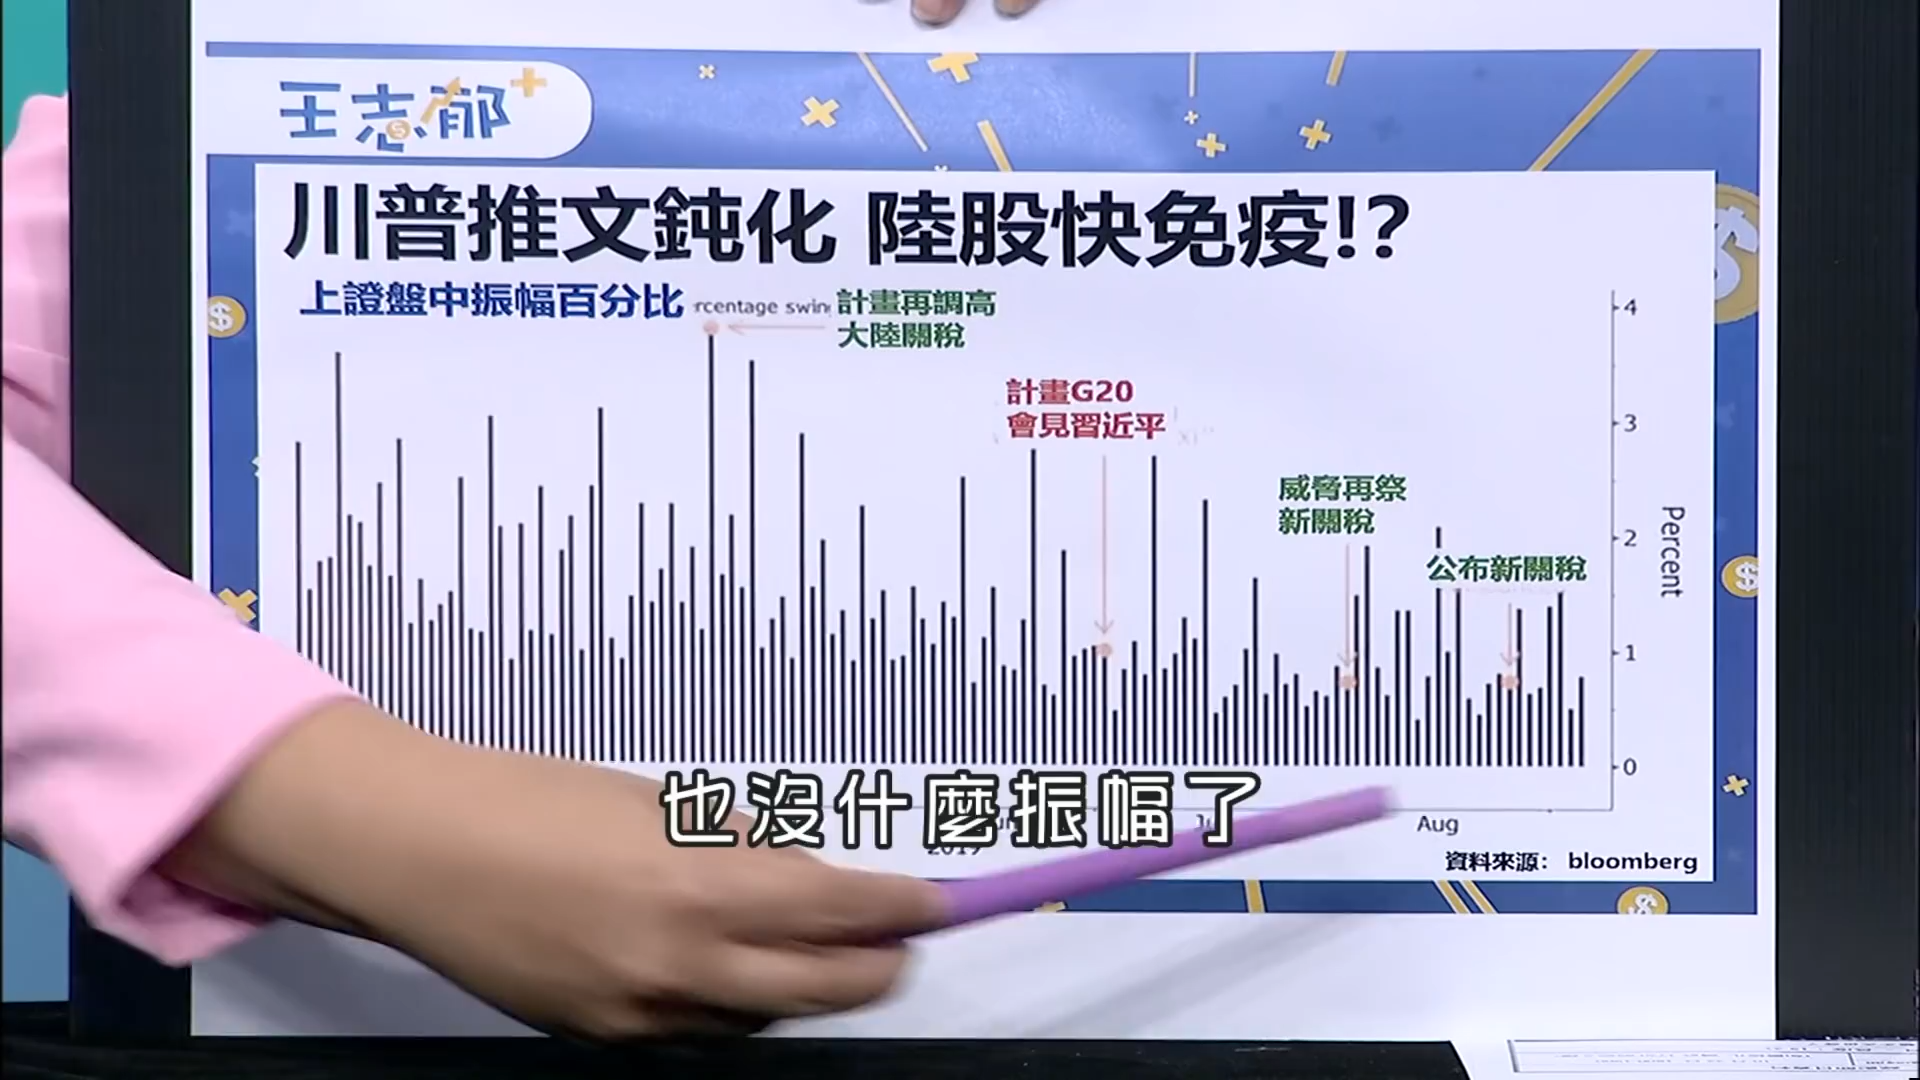 王志郁
川普推文鈍化 陸股快免疫!?
上證盤中振幅百分比
計畫再調高
大陸關稅
計畫G20
會見習近平
威脅再祭
新關稅
公布新關稅
4
3
2
1
0
Percent
Aug
2019
資料來源： bloomberg
也沒什麼振幅了